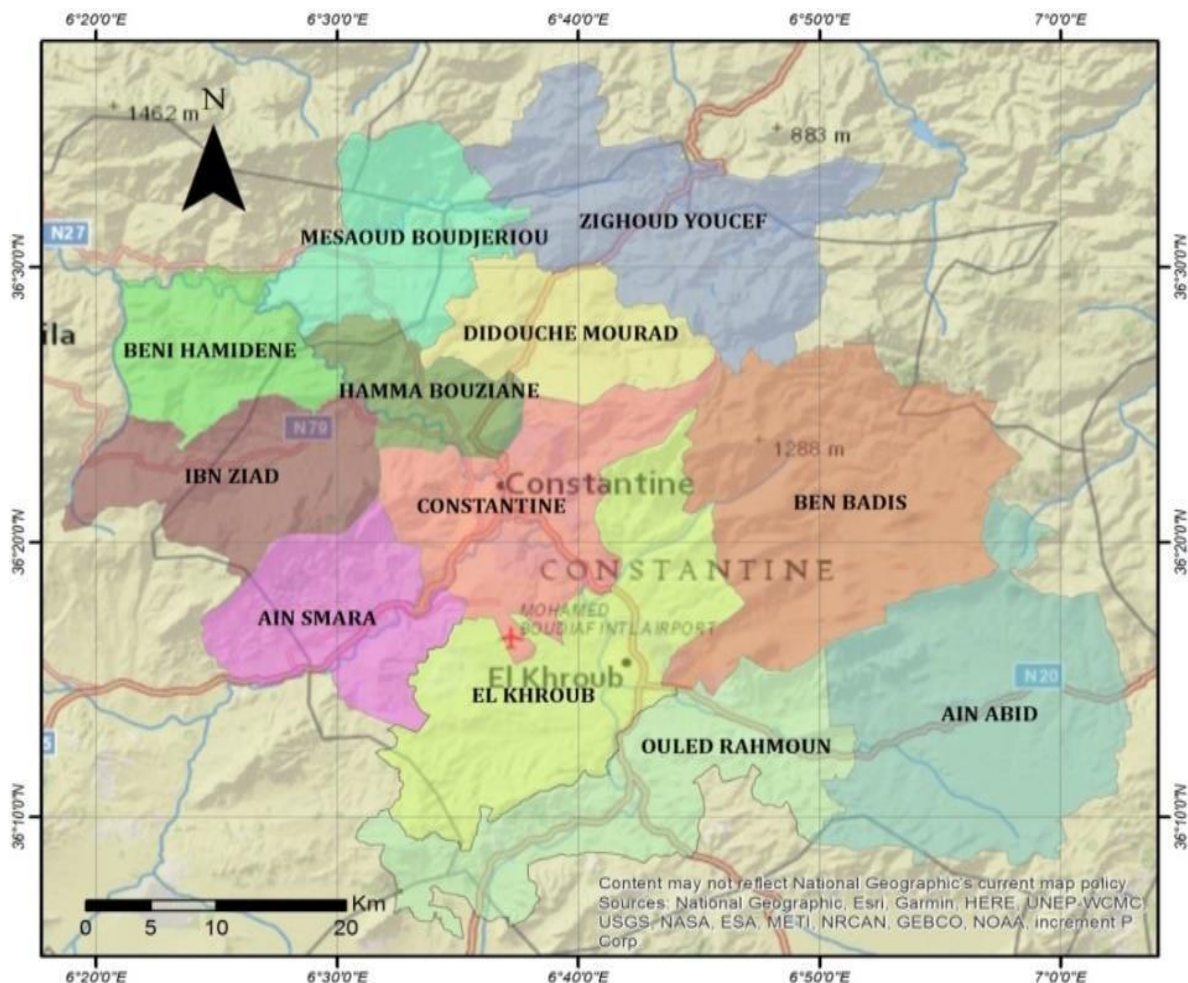 6°20'0"E 6°30'0"E 6°40'0"E 6°50'0"E 7°0'0"E
N
1462 m
883 m
ZIGHOUD YOUCEF
N27
MESAOUD BOUDJERIOU
36°30'0"N
36°30'0"N
ila
DIDOUCHE MOURAD
BENI HAMIDENE
HAMMA BOUZIANE
N79
1288 m
IBN ZIAD
Constantine
CONSTANTINE
BEN BADIS
36°20'0"N
36°20'0"N
CONSTANTINE
AIN SMARA
MOHAMED
BOUDIAF INTL AIRPORT
El Khroub
N20
EL KHROUB
AIN ABID
OULED RAHMOUN
36°10'0"N
36°10'0"N
Km
0 5 10 20
Content may not reflect National Geographic's current map policy
Sources: National Geographic, Esri, Garmin, HERE, UNEP-WCMC,
USGS, NASA, ESA, METI, NRCAN, GEBCO, NOAA, increment P
Corp
6°20'0"E 6°30'0"E 6°40'0"E 6°50'0"E 7°0'0"E